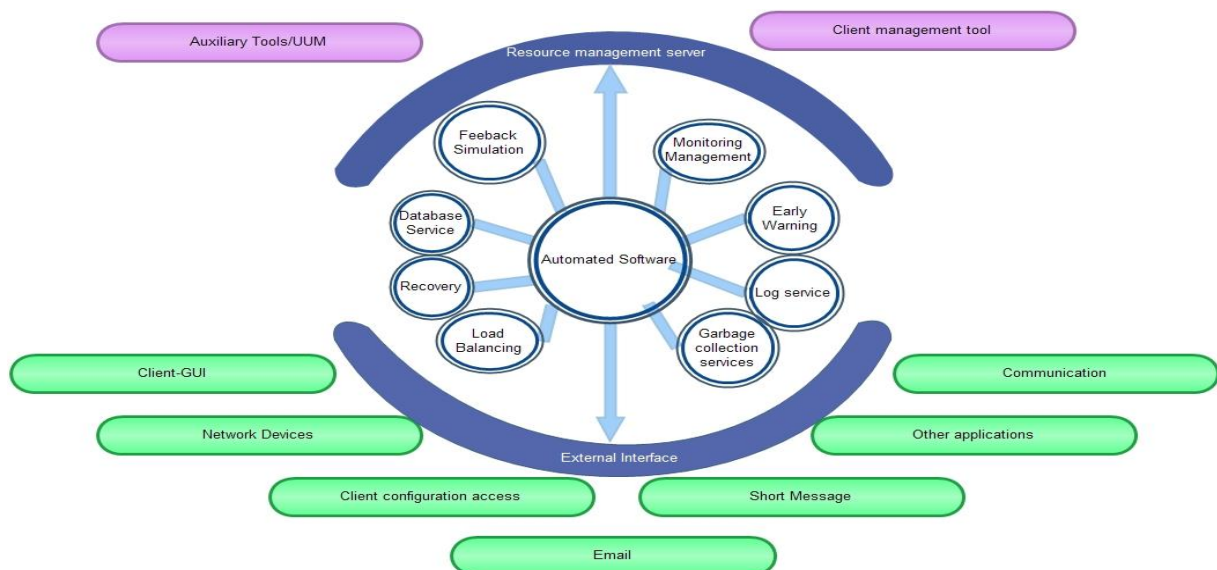 Auxiliary Tools/UUM
Client management tool
Resource management server
Feeback
Simulation
Monitoring
Management
Database
Service
Early
Warning
Automated Software
Recovery
Log service
Load
Balancing
Garbage
collection
services
Client-GUI
Communication
Network Devices
Other applications
External Interface
Client configuration access
Short Message
Email